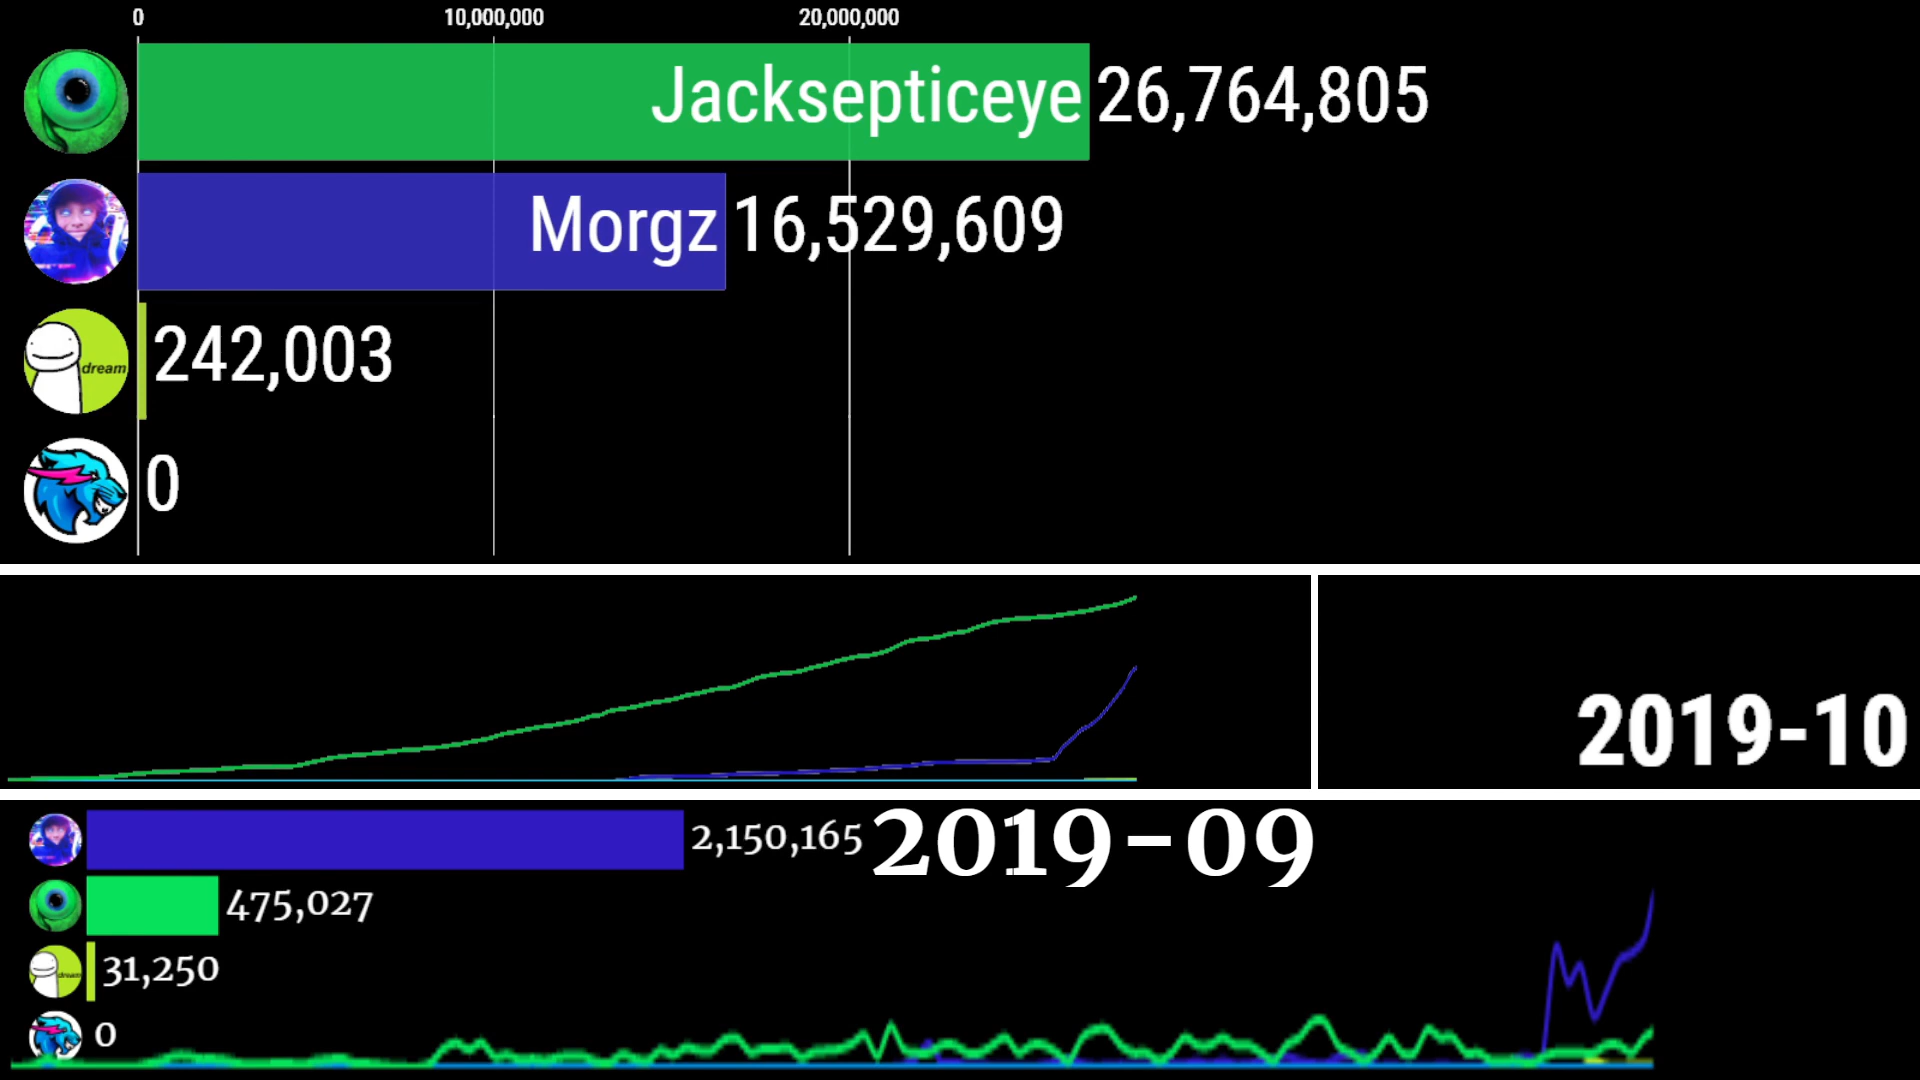 0 10,000,000 20,000,000
Jacksepticeye 26,764,805
Morgz 16,529,609
dream 242,003
0
2019-10
2,150,165 2019-09
475,027
dream 31,250
0